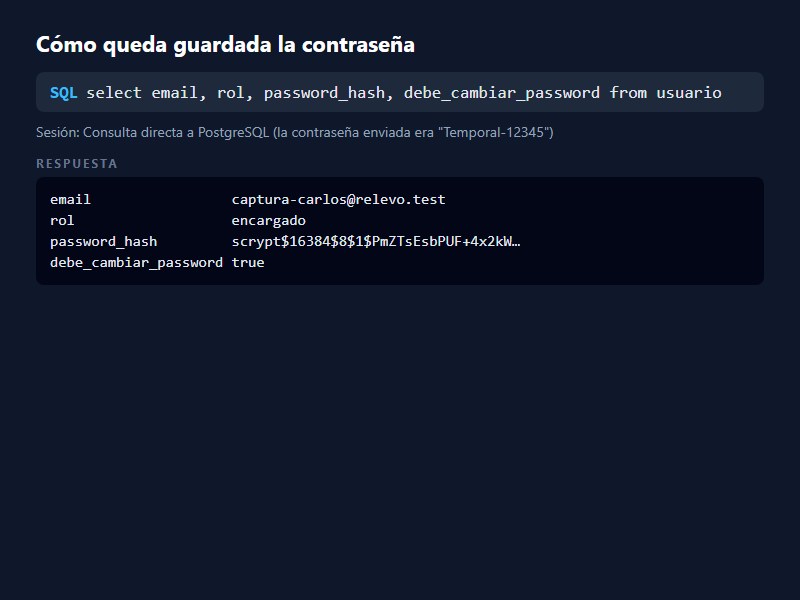 Cómo queda guardada la contraseña
SQL select email, rol, password_hash, debe_cambiar_password from usuario
Sesión: Consulta directa a PostgreSQL (la contraseña enviada era "Temporal-12345")
RESPUESTA
email captura-carlos@relevo.test
rol encargado
password_hash scrypt$16384$8$1$PmZTsEsbPUF+4x2kW…
debe_cambiar_password true